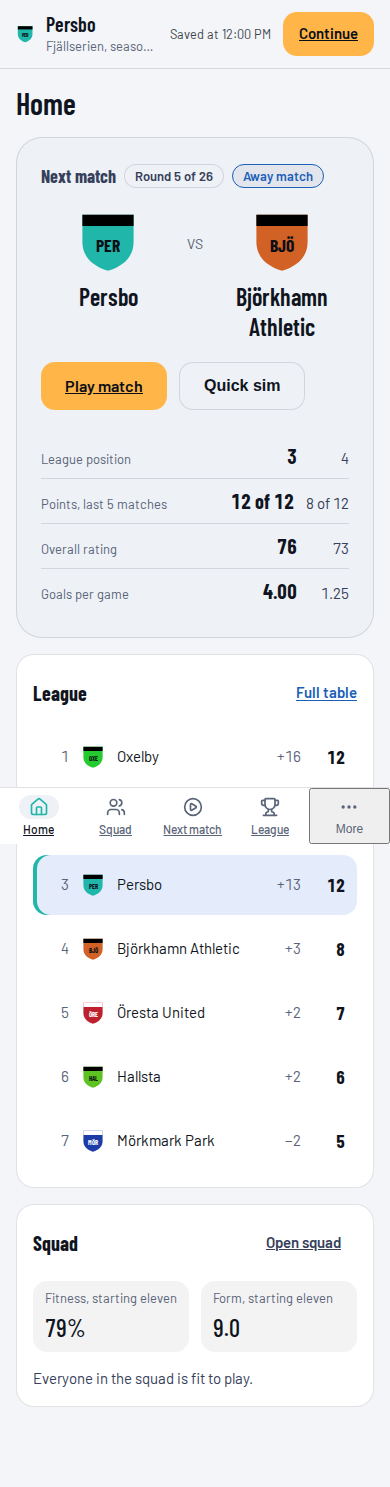 PER
Persbo
Fjällserien, seaso...
Saved at 12:00 PM
Continue
Home
Next match
Round 5 of 26
Away match
PER
VS
BJÖ
Persbo
Björkhamn
Athletic
Play match
Quick sim
League position 3 4
Points, last 5 matches 12 of 12 8 of 12
Overall rating 76 73
Goals per game 4.00 1.25
League
Full table
1 OXE Oxelby +16 12
Home
Squad
Next match
League
More
3 PER Persbo +13 12
4 BJÖ Björkhamn Athletic +3 8
5 ÖRE Öresta United +2 7
6 HAL Hallsta +2 6
7 MÖR Mörkmark Park −2 5
Squad
Open squad
Fitness, starting eleven
79%
Form, starting eleven
9.0
Everyone in the squad is fit to play.